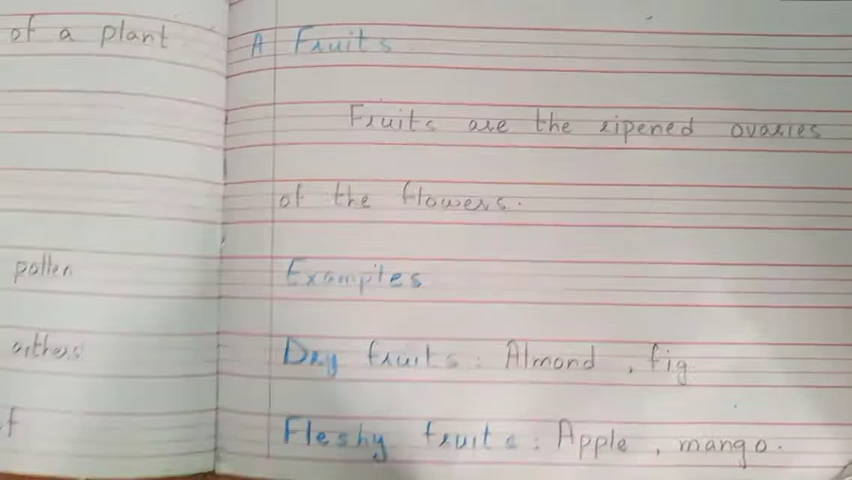 of a plant
pollen
anthers
f
A Fruits
Fruits are the ripened ovaries
of the flowers.
Examples
Dry fruits : Almond , fig
Fleshy fruits : Apple , mango.